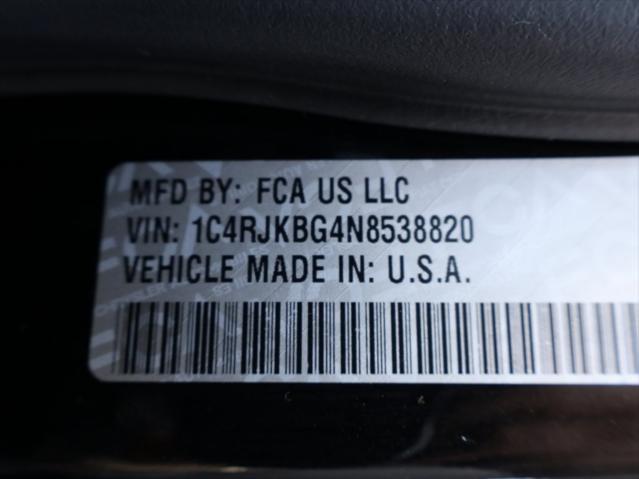 MFD BY: FCA US LLC
VIN: 1C4RJKBG4N8538820
VEHICLE MADE IN: U.S.A.